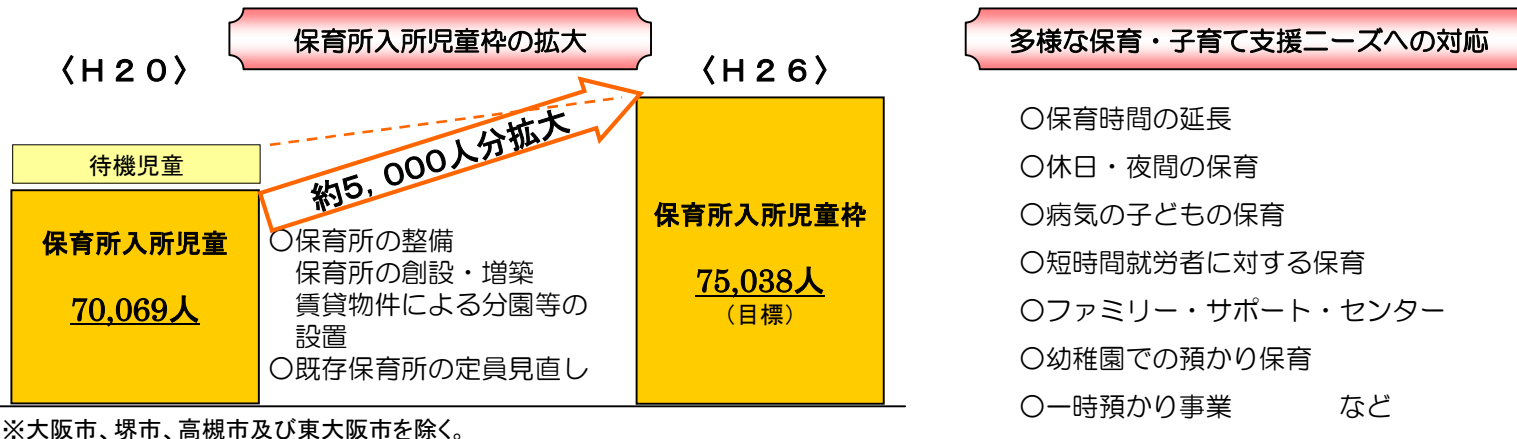 保育所入所児童枠の拡大
〈H20〉
〈H26〉
待機児童
約5,000人分拡大
保育所入所児童
70,069人
○保育所の整備
保育所の創設・増築
賃貸物件による分園等の
設置
○既存保育所の定員見直し
保育所入所児童枠
75,038人
（目標）
※大阪市、堺市、高槻市及び東大阪市を除く。
多様な保育・子育て支援ニーズへの対応
○保育時間の延長
○休日・夜間の保育
○病気の子どもの保育
○短時間就労者に対する保育
○ファミリー・サポート・センター
○幼稚園での預かり保育
○一時預かり事業　　　など